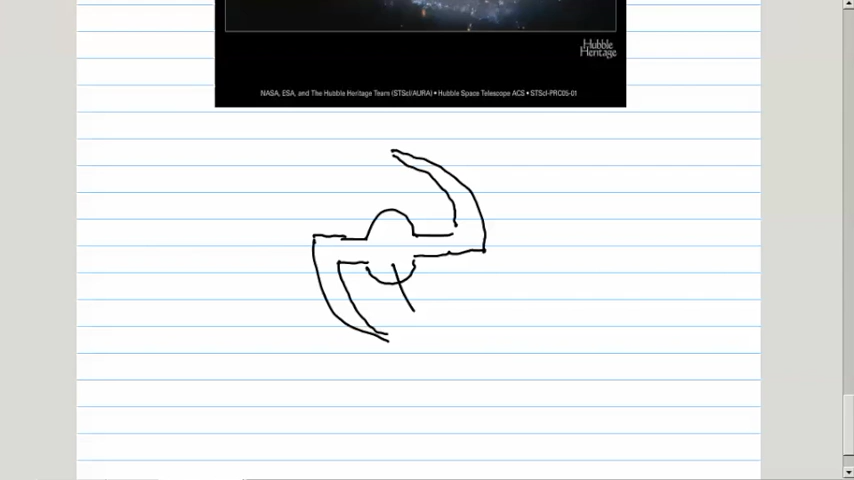 Hubble
Heritage
NASA, ESA, and The Hubble Heritage Team (STScI/AURA) • Hubble Space Telescope ACS • STScI-PRC05-01